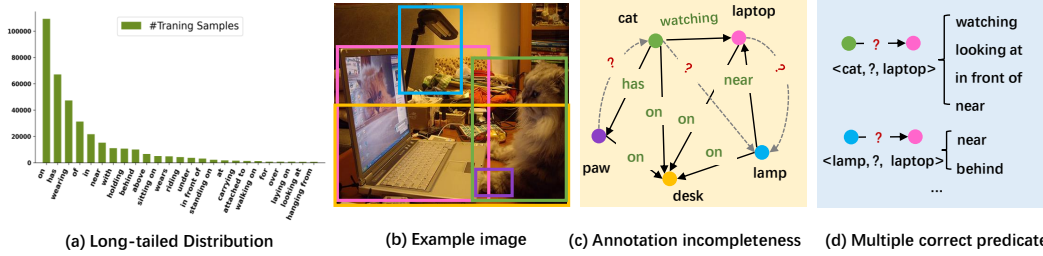 #Traning Samples
100000
80000
60000
40000
20000
0
on
has
wearing
of
in
near
with
holding
behind
above
sitting on
wears
riding
under
in front of
standing on
at
carrying
attached to
walking on
for
over
laying on
looking at
hanging from
(a) Long-tailed Distribution
(b) Example image
cat
watching
laptop
?
has
?
near
?
on
on
on
on
paw
desk
lamp
(c) Annotation incompleteness
?
<cat, ?, laptop>
watching
looking at
in front of
near
?
<lamp, ?, laptop>
near
behind
...
(d) Multiple correct predicate